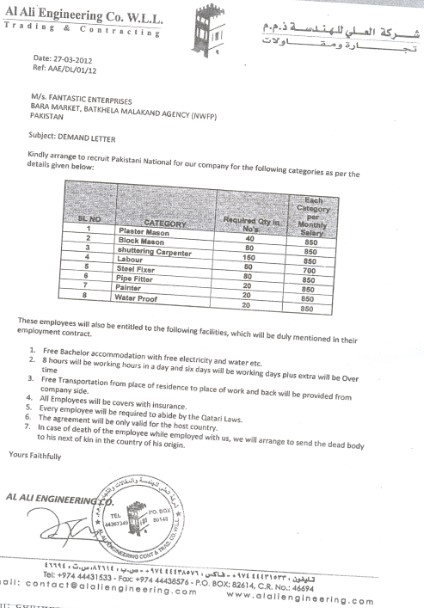 Al Ali Engineering Co. W.L.L.
Trading & Contracting
شركة العلي للهندسة ذ.م.م
تجـارة ومقـاولات
Date: 27-03-2012
Ref: AAE/DL/01/12
M/s. FANTASTIC ENTERPRISES
BARA MARKET, BATKHELA MALAKAND AGENCY (NWFP)
PAKISTAN
Subject: DEMAND LETTER
Kindly arrange to recruit Pakistani National for our company for the following categories as per the
details given below:
SL NO CATEGORY Required Qty in. No's Each Category per Monthly Salary
1 Plaster Mason 40 850
2 Block Mason 80 850
3 shuttering Carpenter 150 850
4 Labour 50 700
5 Steel Fixer 80 850
6 Pipe Fitter 20 850
7 Painter 20 850
8 Water Proof 20 850
These employees will also be entitled to the following facilities, which will be duly mentioned in their
employment contract.
1. Free Bachelor accommodation with free electricity and water etc.
2. 8 hours will be working hours in a day and six days will be working days plus extra will be Over
time
3. Free Transportation from place of residence to place of work and back will be provided from
company side.
4. All Employees will be covers with insurance.
5. Every employee will be required to abide by the Qatari Laws.
6. The agreement will be only valid for the host country.
7. In case of death of the employee while employed with us, we will arrange to send the dead body
to his next of kin in the country of his origin.
Yours Faithfully
AL ALI ENGINEERING CO.
TEL
P.O. BOX
Tel: +974 44431533 - Fax: +974 44438576 - P.O. BOX: 82614, C.R. No.: 46694
ail: contact@alaliengineering.com www.alaliengineering.com